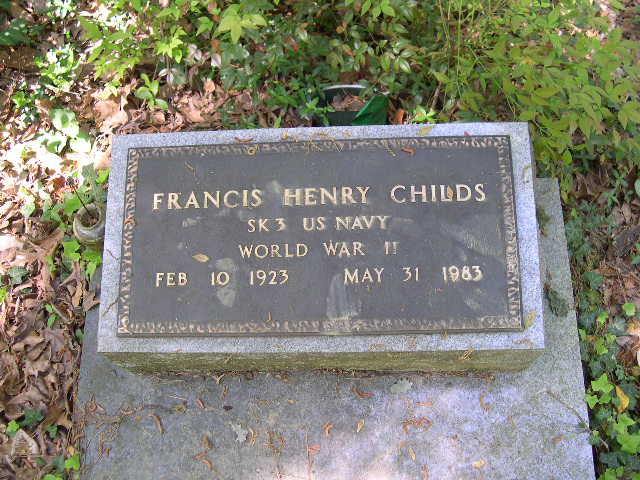 FRANCIS HENRY CHILDS
SK3 US NAVY
WORLD WAR II
FEB 10 1923 MAY 31 1983